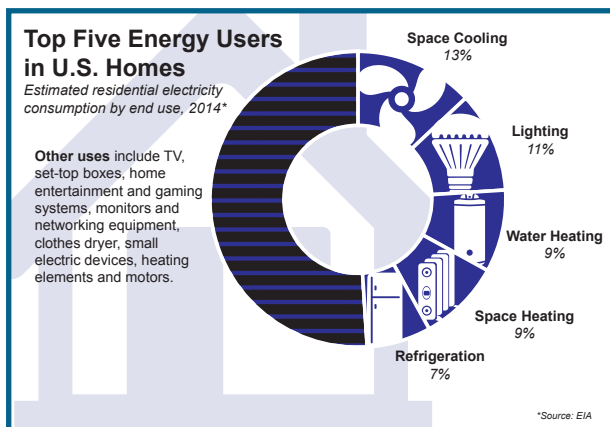 Top Five Energy Users
in U.S. Homes
Estimated residential electricity
consumption by end use, 2014*
Other uses include TV,
set-top boxes, home
entertainment and gaming
systems, monitors and
networking equipment,
clothes dryer, small
electric devices, heating
elements and motors.
Space Cooling
13%
Lighting
11%
Water Heating
9%
Space Heating
9%
Refrigeration
7%
*Source: EIA